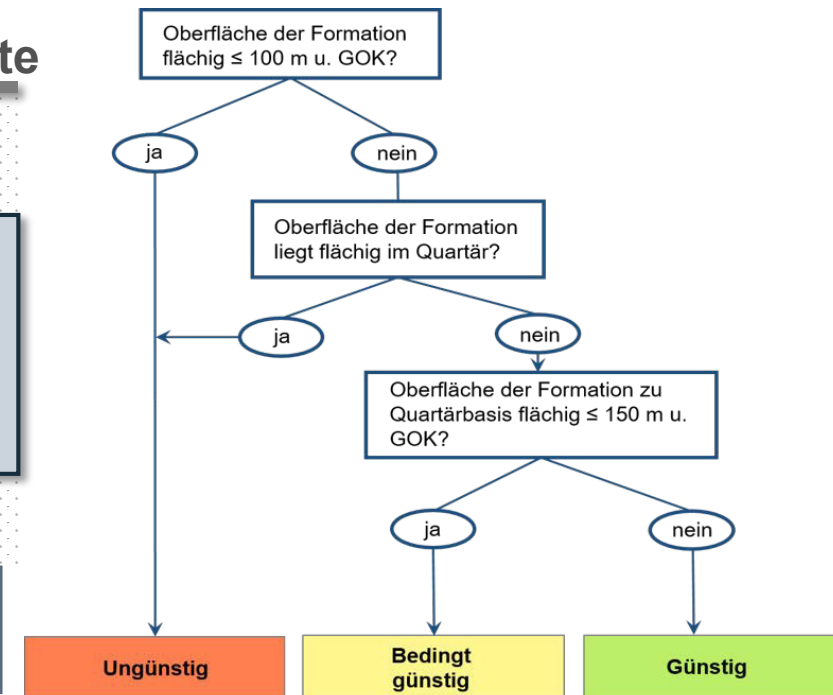 te
Oberfläche der Formation
flächig ≤ 100 m u. GOK?
ja
nein
Oberfläche der Formation
liegt flächig im Quartär?
ja
nein
Oberfläche der Formation zu
Quartärbasis flächig ≤ 150 m u.
GOK?
ja
nein
Ungünstig
Bedingt
günstig
Günstig